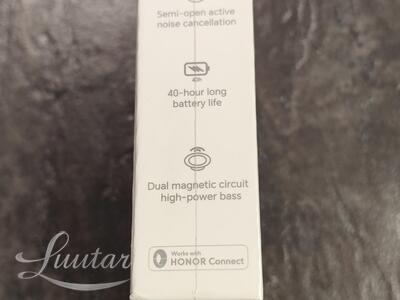 Semi-open active
noise cancellation
40h
40-hour long
battery life
Dual magnetic circuit
high-power bass
Works with
HONOR Connect
Luutar